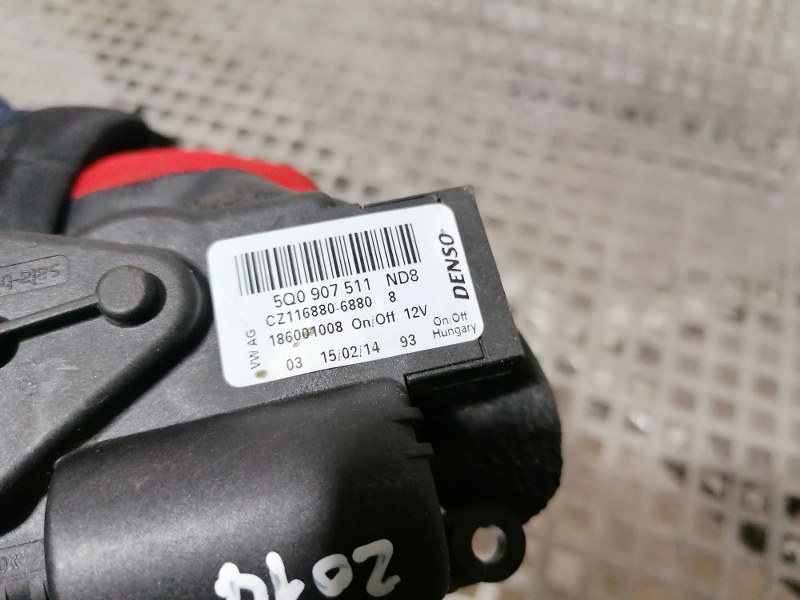 5Q0 907 511 ND8
CZ116880-6880 8
186001008 On/Off 12V
03 15/02/14 93
VW AG
DENSO
On/Off
Hungary
2014